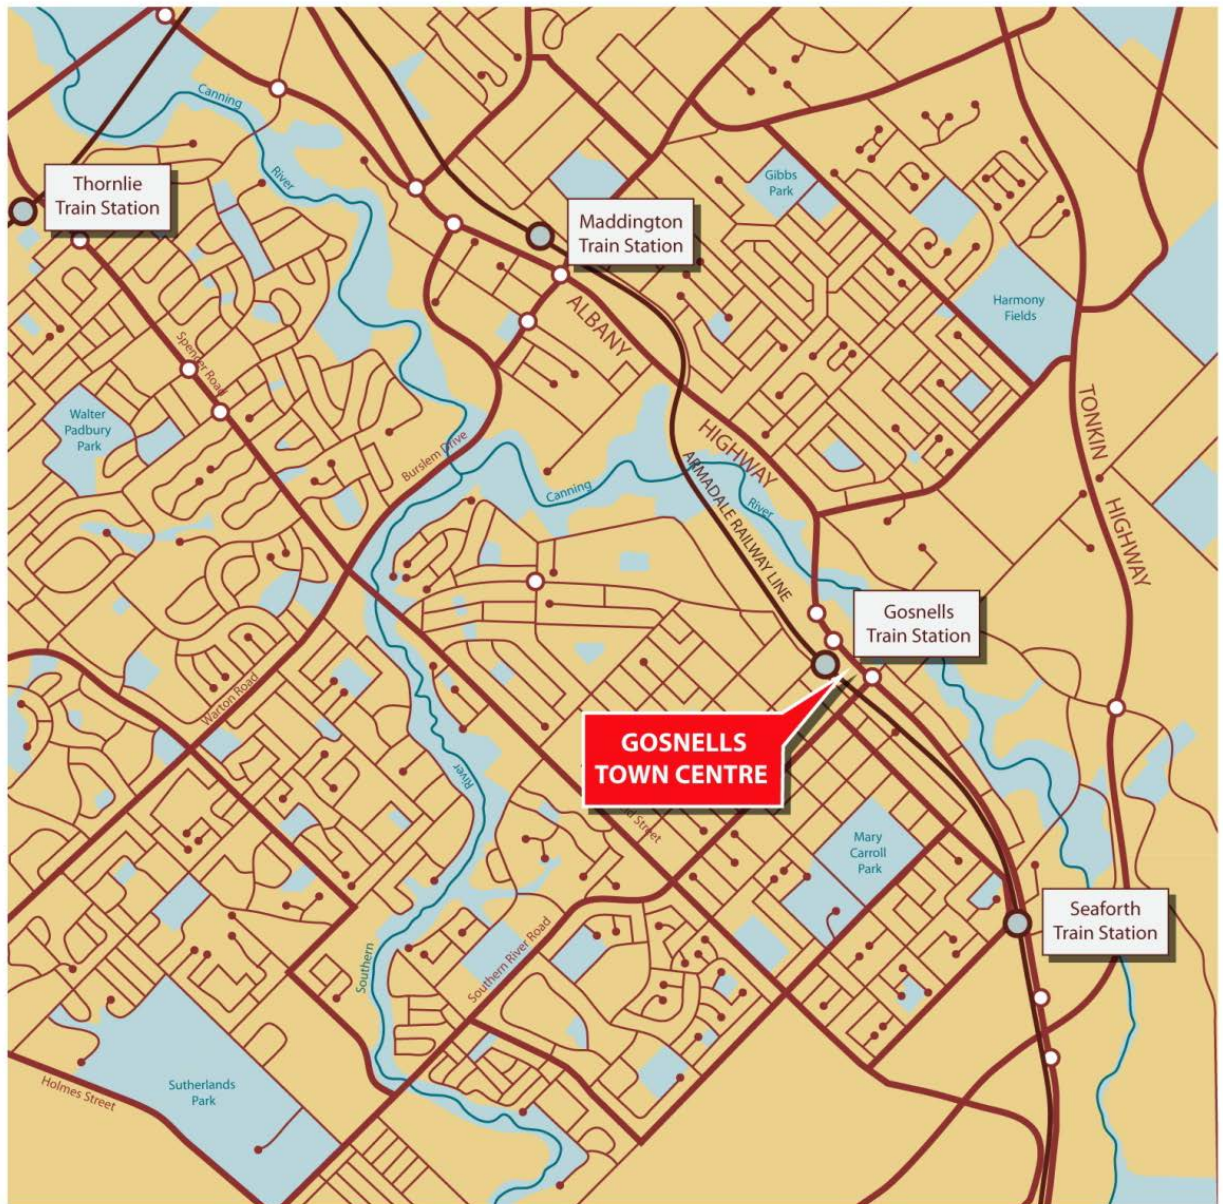 Canning
River
Thornlie
Train Station
Gibbs
Park
Maddington
Train Station
Harmony
Fields
ALBANY
Spencer Road
Walter
Padbury
Park
TONKIN
HIGHWAY
Burslem Drive
HIGHWAY
Canning
River
ARMADALE RAILWAY LINE
Gosnells
Train Station
Warton Road
GOSNELLS
TOWN CENTRE
River
Street
Mary
Carroll
Park
Seaforth
Train Station
Southern
Southern River Road
Holmes Street
Sutherlands
Park